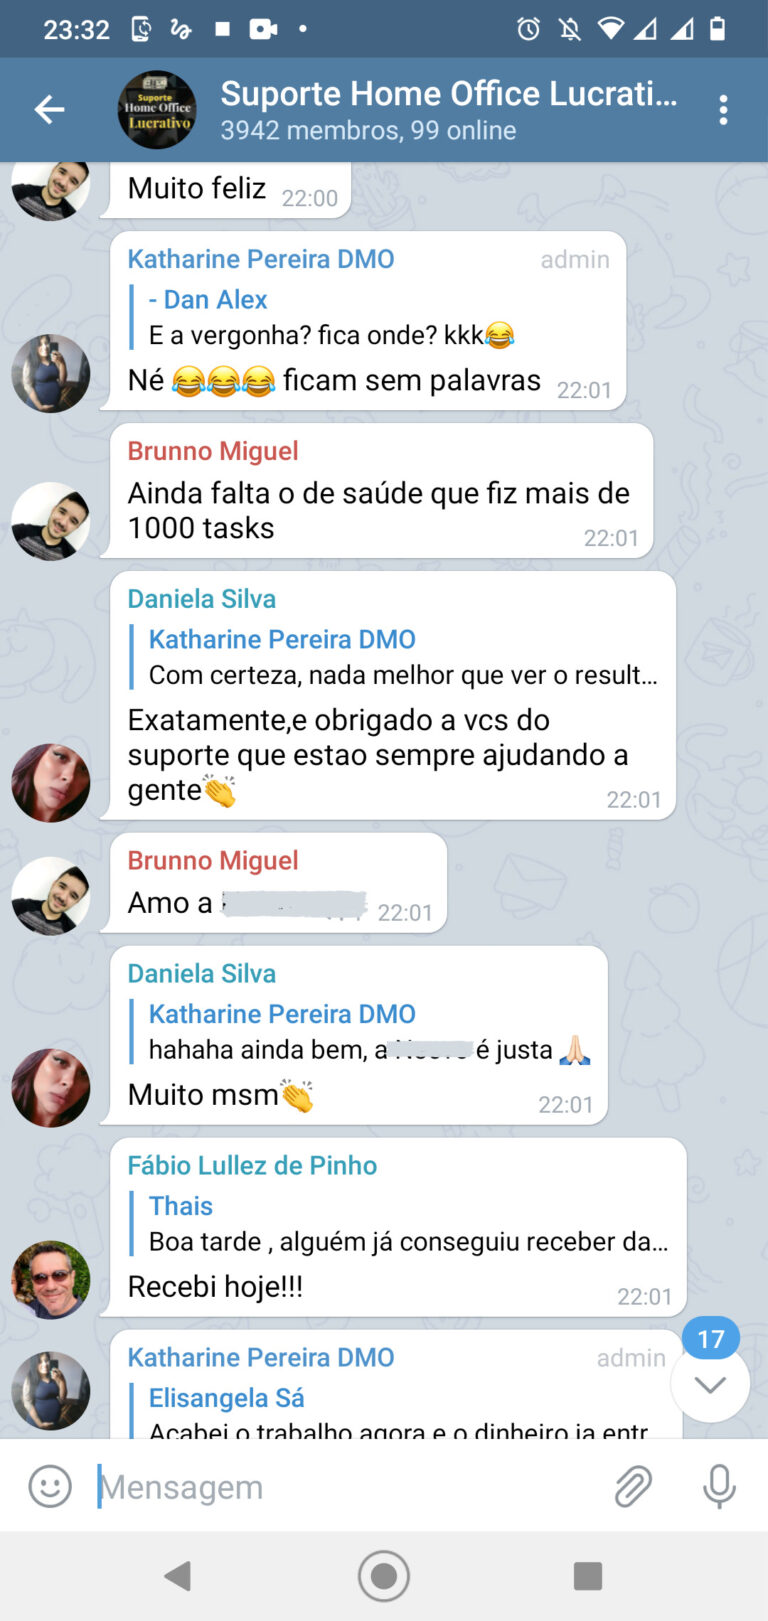 23:32
Suporte
Home Office
Lucrativo
Suporte Home Office Lucrati...
3942 membros, 99 online
Muito feliz 22:00
Katharine Pereira DMO admin
- Dan Alex
E a vergonha? fica onde? kkk😂
Né 😂😂😂 ficam sem palavras 22:01
Brunno Miguel
Ainda falta o de saúde que fiz mais de
1000 tasks 22:01
Daniela Silva
Katharine Pereira DMO
Com certeza, nada melhor que ver o result...
Exatamente,e obrigado a vcs do
suporte que estao sempre ajudando a
gente👏 22:01
Brunno Miguel
Amo a 22:01
Daniela Silva
Katharine Pereira DMO
hahaha ainda bem, a é justa 🙏🏻
Muito msm👏 22:01
Fábio Lullez de Pinho
Thais
Boa tarde , alguém já conseguiu receber da...
Recebi hoje!!! 22:01
17
Katharine Pereira DMO admin
Elisangela Sá
Acabei o trabalho agora e o dinheiro ja entr
Mensagem